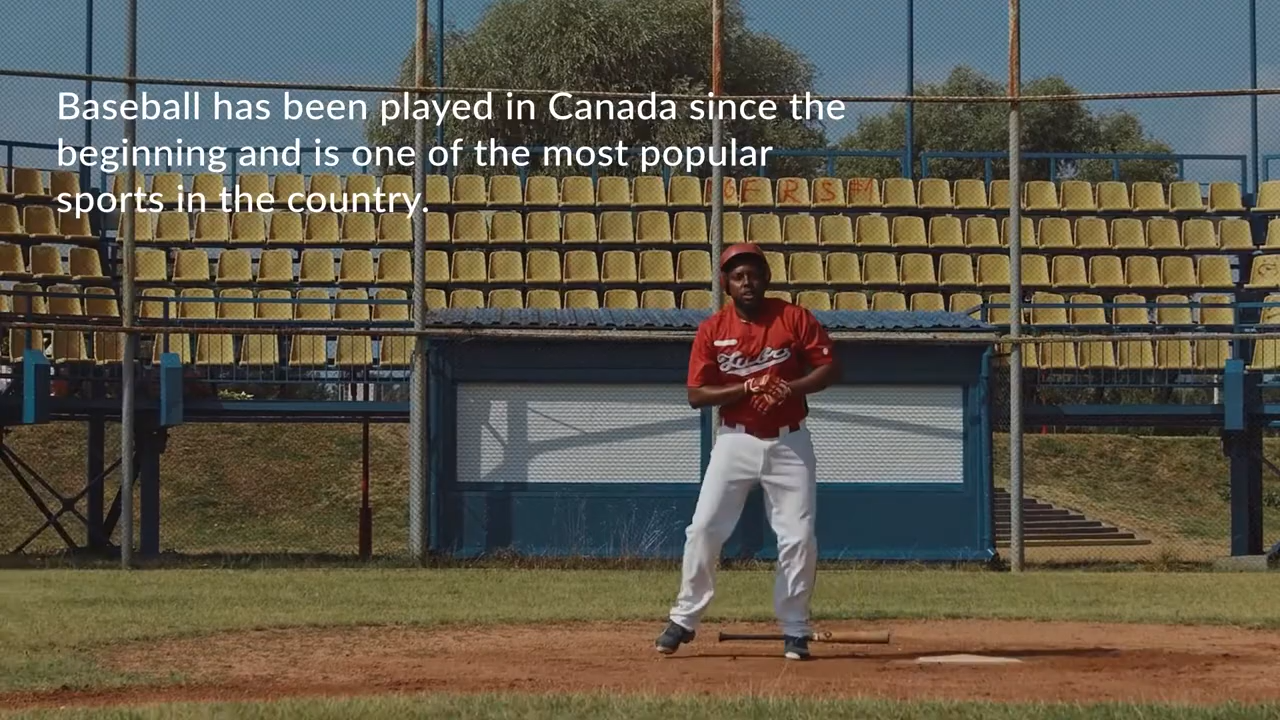 Baseball has been played in Canada since the
beginning and is one of the most popular
sports in the country.